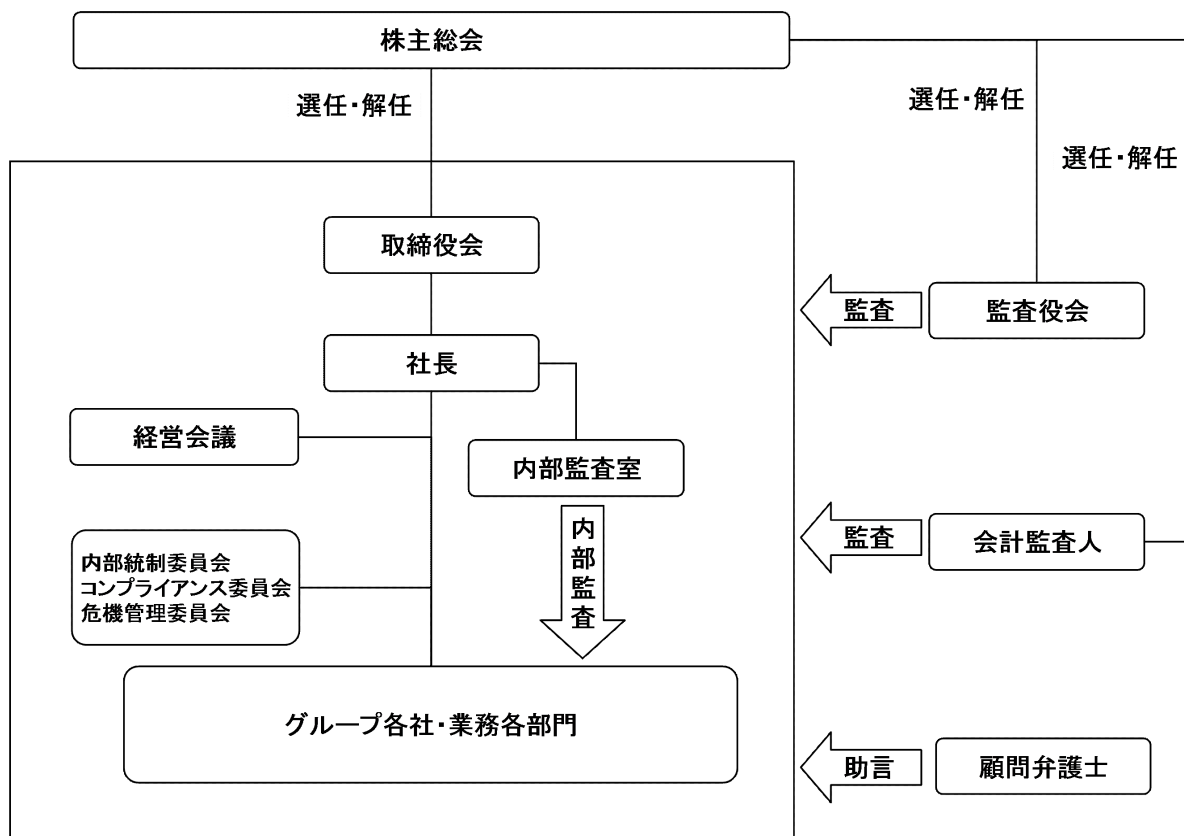 株主総会
選任・解任
選任・解任
選任・解任
取締役会
監査
監査役会
社長
経営会議
内部監査室
内部監査
監査
会計監査人
内部統制委員会
コンプライアンス委員会
危機管理委員会
グループ各社・業務各部門
助言
顧問弁護士